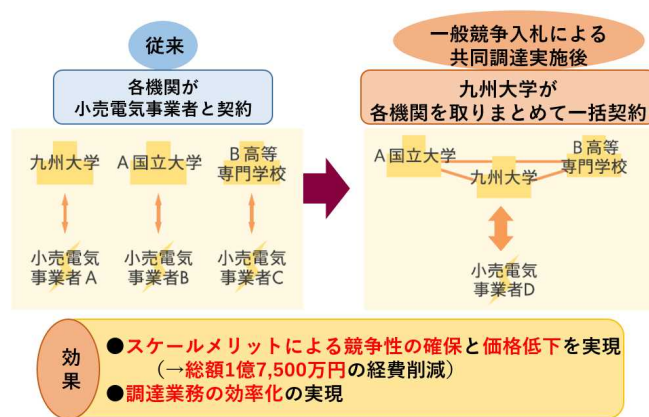 従来
各機関が
小売電気事業者と契約
九州大学
A国立大学
B高等
専門学校
小売電気
事業者A
小売電気
事業者B
小売電気
事業者C
一般競争入札による
共同調達実施後
九州大学が
各機関を取りまとめて一括契約
A国立大学
九州大学
B高等
専門学校
小売電気
事業者D
効果
●スケールメリットによる競争性の確保と価格低下を実現
（→総額1億7,500万円の経費削減）
●調達業務の効率化の実現